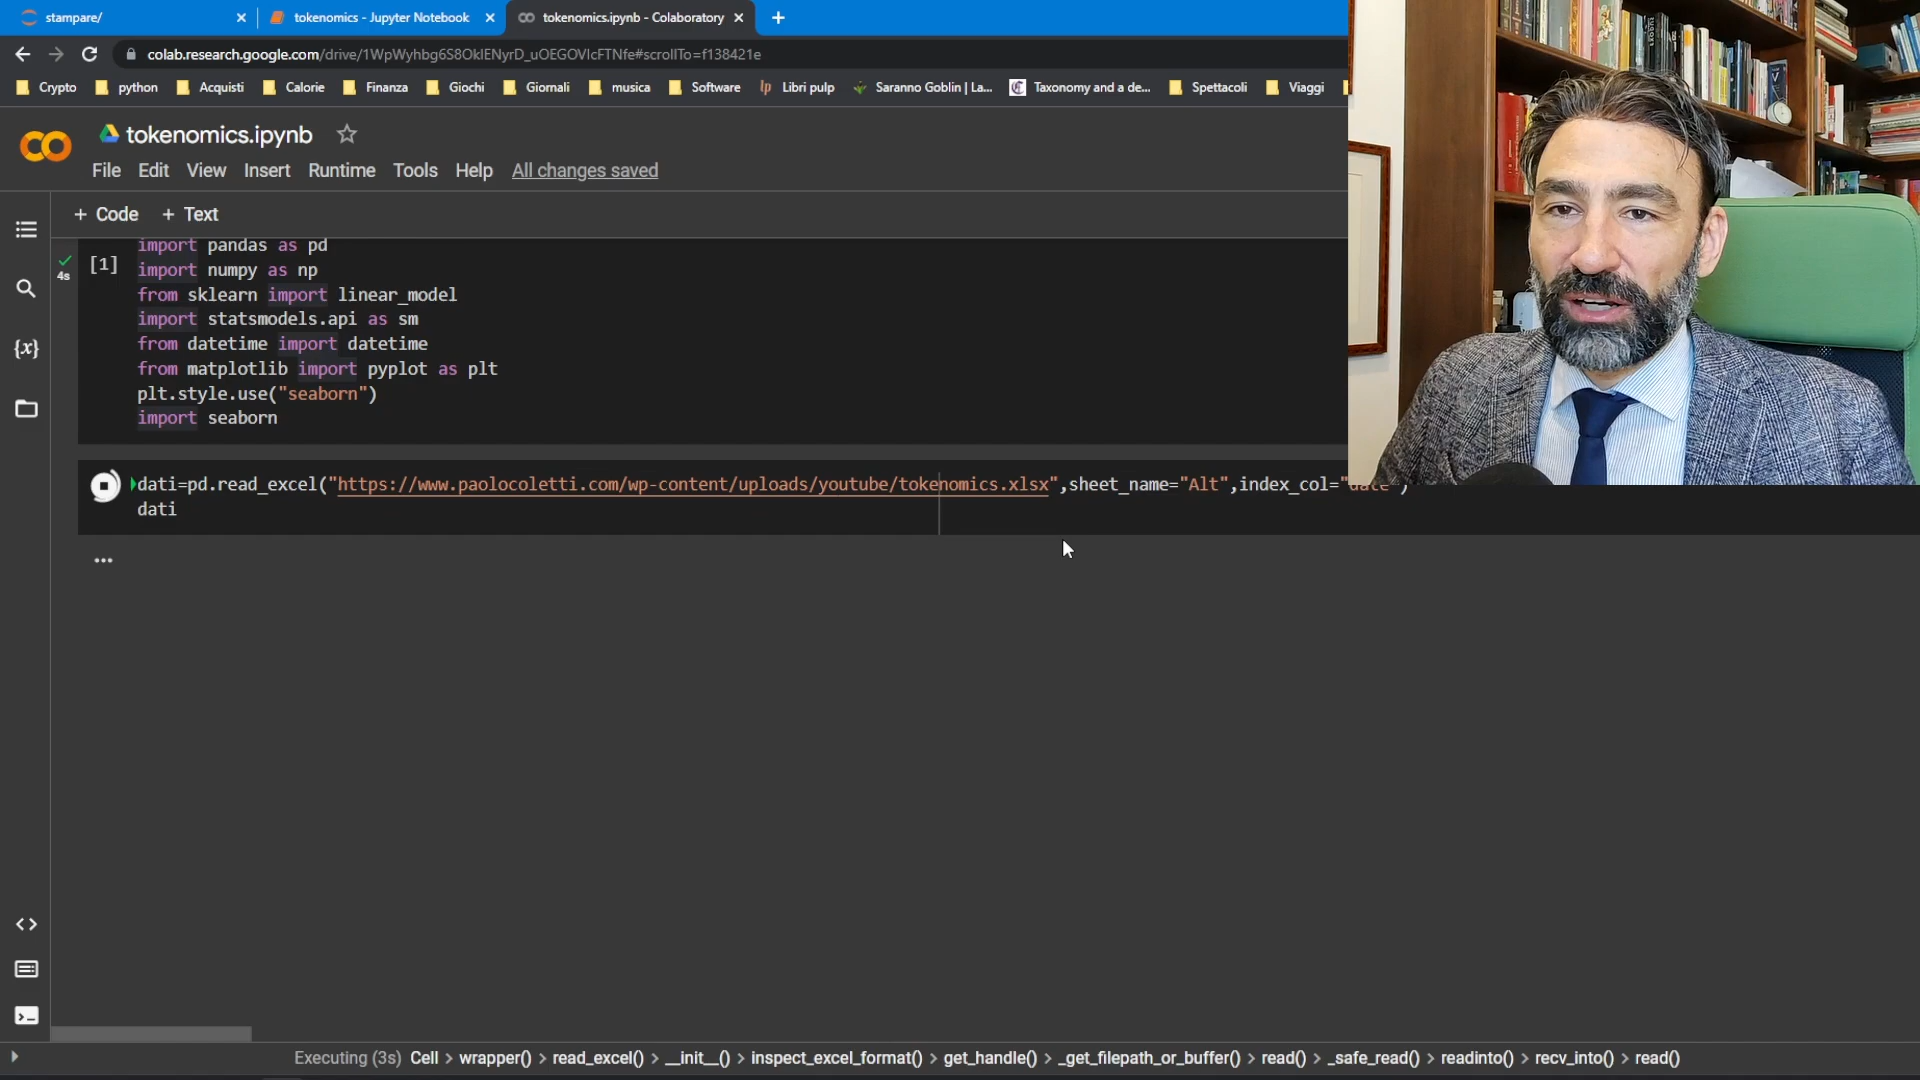 stampare/
tokenomics - Jupyter Notebook
tokenomics.ipynb - Colaboratory
colab.research.google.com/drive/1WpWyhbg6S8OkIENyrD_uOEGOVIcFTNfe#scrollTo=f138421e
Crypto python Acquisti Calorie Finanza Giochi Giornali musica Software lp Libri pulp Saranno Goblin | La... Taxonomy and a de... Spettacoli Viaggi
CO tokenomics.ipynb
File Edit View Insert Runtime Tools Help All changes saved
+ Code + Text
import pandas as pd
4s [1] import numpy as np
from sklearn import linear_model
import statsmodels.api as sm
from datetime import datetime
from matplotlib import pyplot as plt
plt.style.use("seaborn")
import seaborn
dati=pd.read_excel("https://www.paolocoletti.com/wp-content/uploads/youtube/tokenomics.xlsx",sheet_name="Alt",index_col="date")
dati
...
Executing (3s) Cell > wrapper() > read_excel() > __init__() > inspect_excel_format() > get_handle() > _get_filepath_or_buffer() > read() > _safe_read() > readinto() > recv_into() > read()